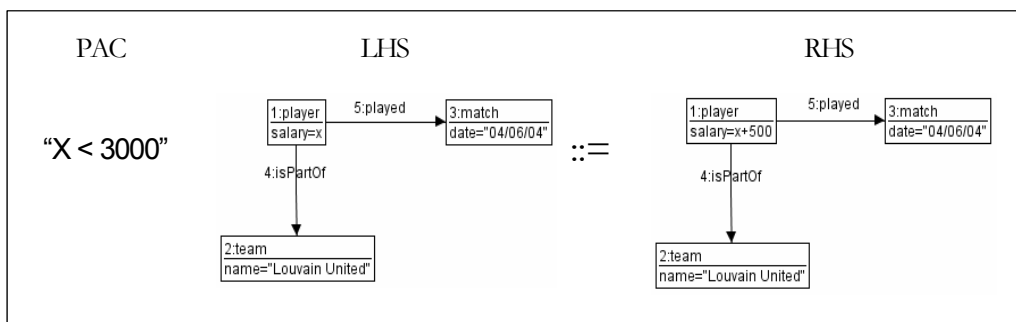 PAC
LHS
RHS
“X < 3000”
1:player
salary=x
5:played
3:match
date="04/06/04"
4:isPartOf
2:team
name="Louvain United"
::=
1:player
salary=x+500
5:played
3:match
date="04/06/04"
4:isPartOf
2:team
name="Louvain United"